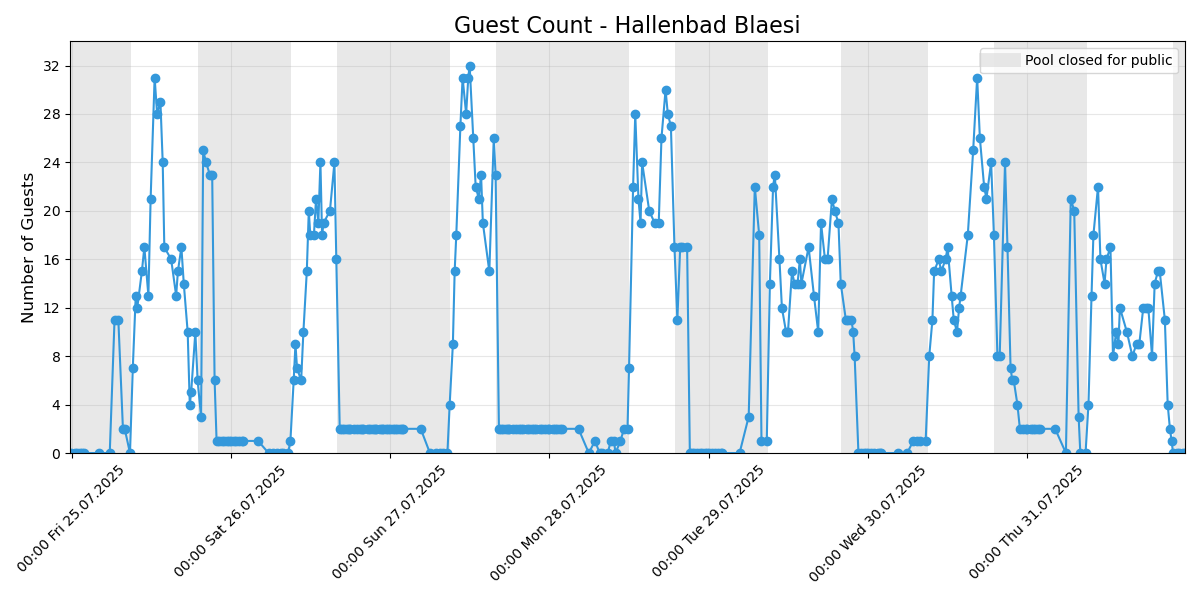 Guest Count - Hallenbad Blaesi
Pool closed for public
Number of Guests
32
28
24
20
16
12
8
4
0
00:00 Fri 25.07.2025
00:00 Sat 26.07.2025
00:00 Sun 27.07.2025
00:00 Mon 28.07.2025
00:00 Tue 29.07.2025
00:00 Wed 30.07.2025
00:00 Thu 31.07.2025